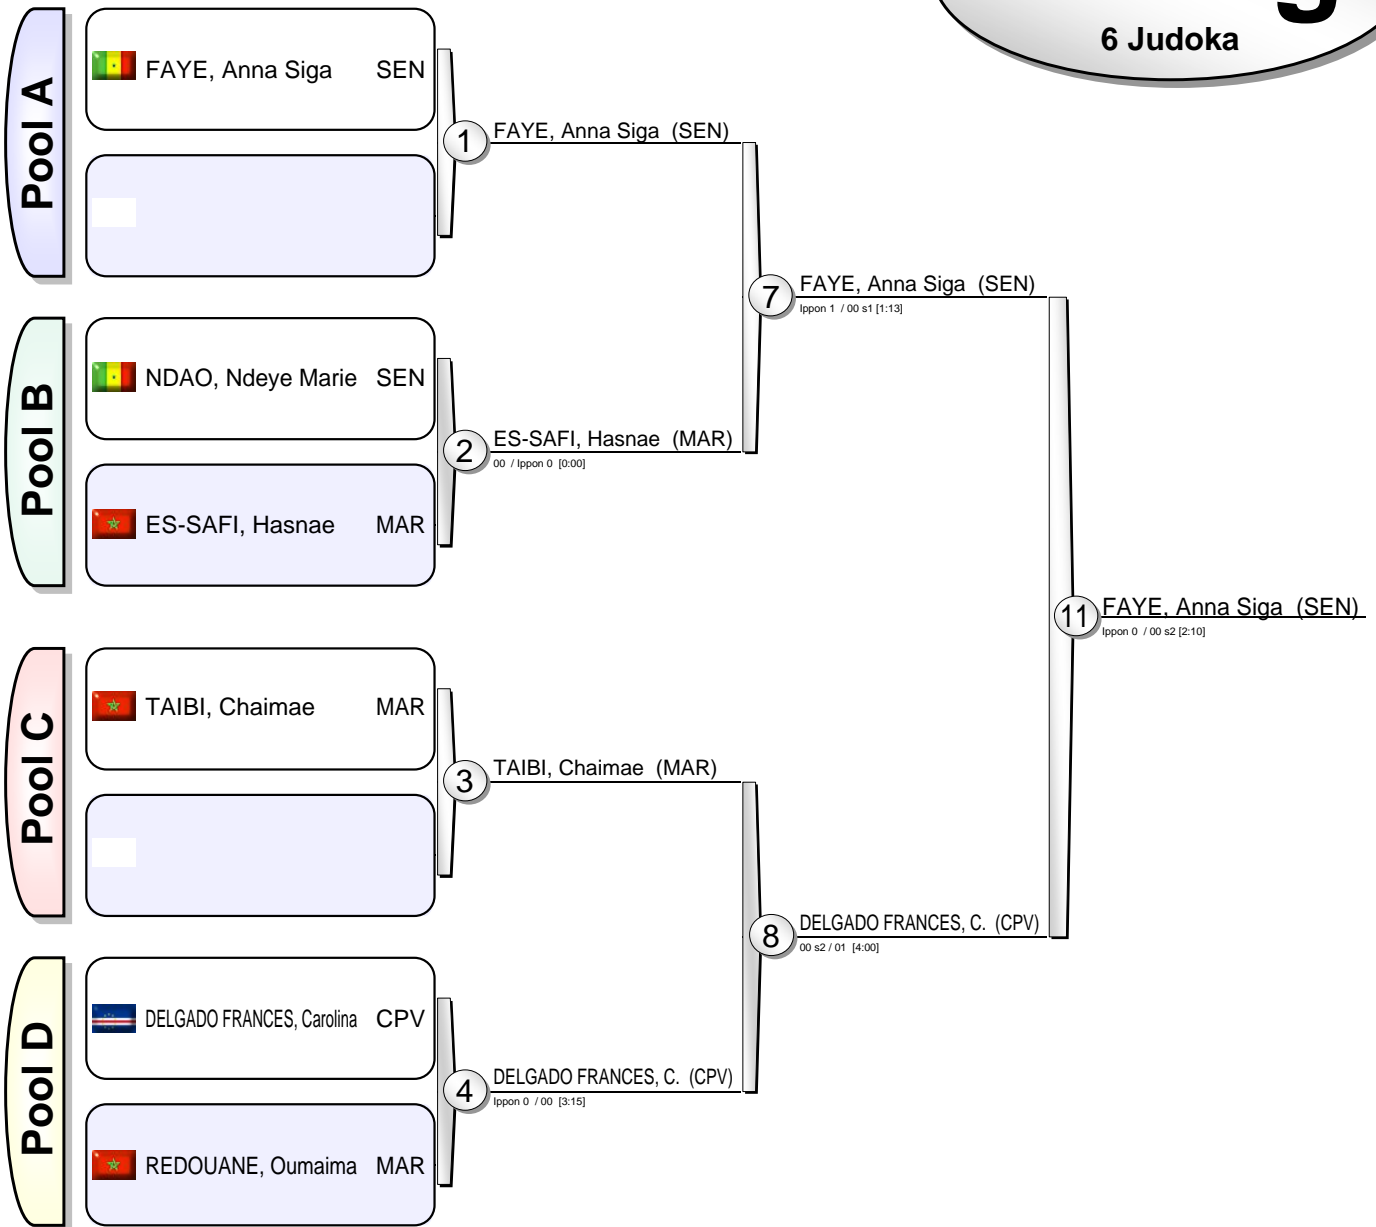 6 Judoka
Pool A
FAYE, Anna Siga SEN
1 FAYE, Anna Siga (SEN)
7 FAYE, Anna Siga (SEN)
Ippon 1 / 00 s1 [1:13]
Pool B
NDAO, Ndeye Marie SEN
2 ES-SAFI, Hasnae (MAR)
00 / Ippon 0 [0:00]
ES-SAFI, Hasnae MAR
11 FAYE, Anna Siga (SEN)
Ippon 0 / 00 s2 [2:10]
Pool C
TAIBI, Chaimae MAR
3 TAIBI, Chaimae (MAR)
8 DELGADO FRANCES, C. (CPV)
00 s2 / 01 [4:00]
Pool D
DELGADO FRANCES, Carolina CPV
4 DELGADO FRANCES, C. (CPV)
Ippon 0 / 00 [3:15]
REDOUANE, Oumaima MAR